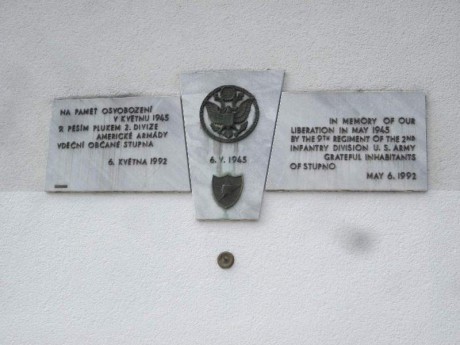 NA PAMĚŤ OSVOBOZENÍ
V KVĚTNU 1945
9. PĚŠÍM PLUKEM 2. DIVIZE
AMERICKÉ ARMÁDY
VDĚČNÍ OBČANÉ STUPNA
6. KVĚTNA 1992
6. V. 1945
IN MEMORY OF OUR
LIBERATION IN MAY 1945
BY THE 9TH REGIMENT OF THE 2ND
INFANTRY DIVISION U.S. ARMY
GRATEFUL INHABITANTS
OF STUPNO
MAY 6, 1992